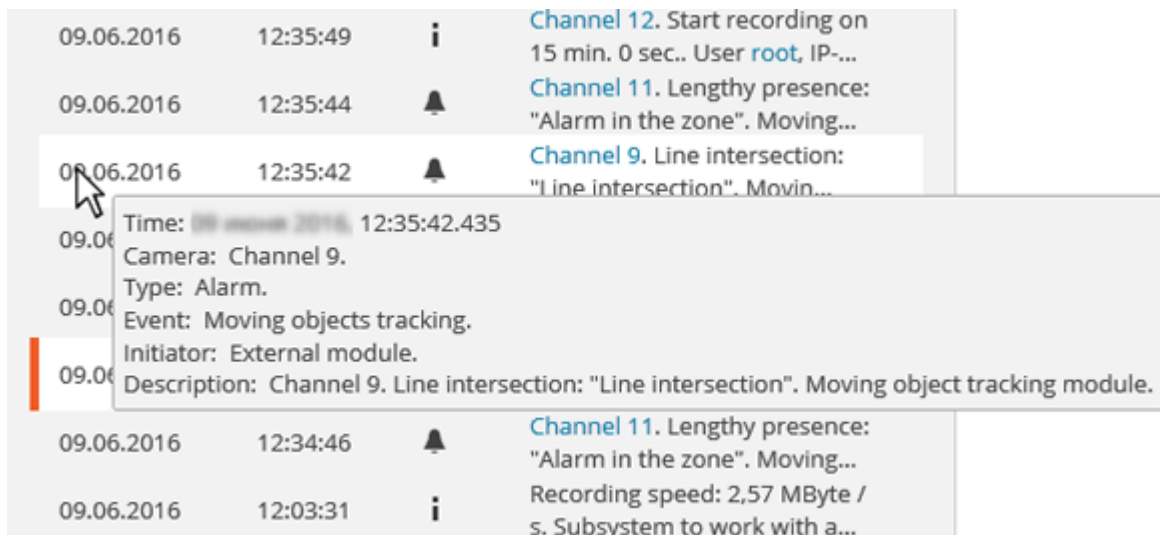 09.06.2016 12:35:49 i Channel 12. Start recording on
15 min. 0 sec.. User root, IP-...
09.06.2016 12:35:44 Channel 11. Lengthy presence:
"Alarm in the zone". Moving...
09.06.2016 12:35:42 Channel 9. Line intersection:
"Line intersection". Movin...
Time: 12:35:42.435
Camera: Channel 9.
Type: Alarm.
Event: Moving objects tracking.
Initiator: External module.
Description: Channel 9. Line intersection: "Line intersection". Moving object tracking module.
09.06.2016 12:34:46 Channel 11. Lengthy presence:
"Alarm in the zone". Moving...
09.06.2016 12:03:31 i Recording speed: 2,57 MByte /
s. Subsystem to work with a...